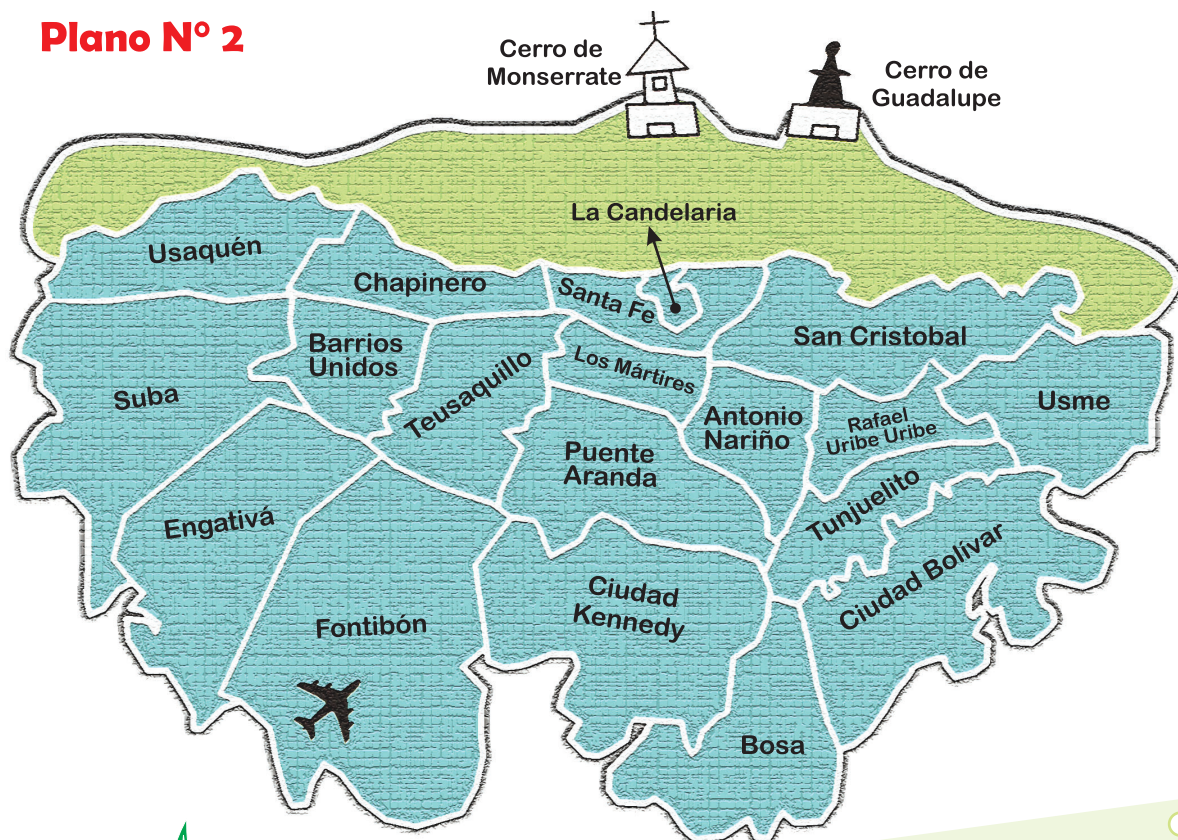 Plano N° 2
Cerro de
Monserrate
Cerro de
Guadalupe
La Candelaria
Usaquén
Chapinero
Santa Fe
San Cristobal
Barrios
Unidos
Suba
Teusaquillo
Los Mártires
Antonio
Nariño
Rafael
Uribe Uribe
Usme
Puente
Aranda
Engativá
Tunjuelito
Ciudad Bolívar
Ciudad
Kennedy
Fontibón
Bosa